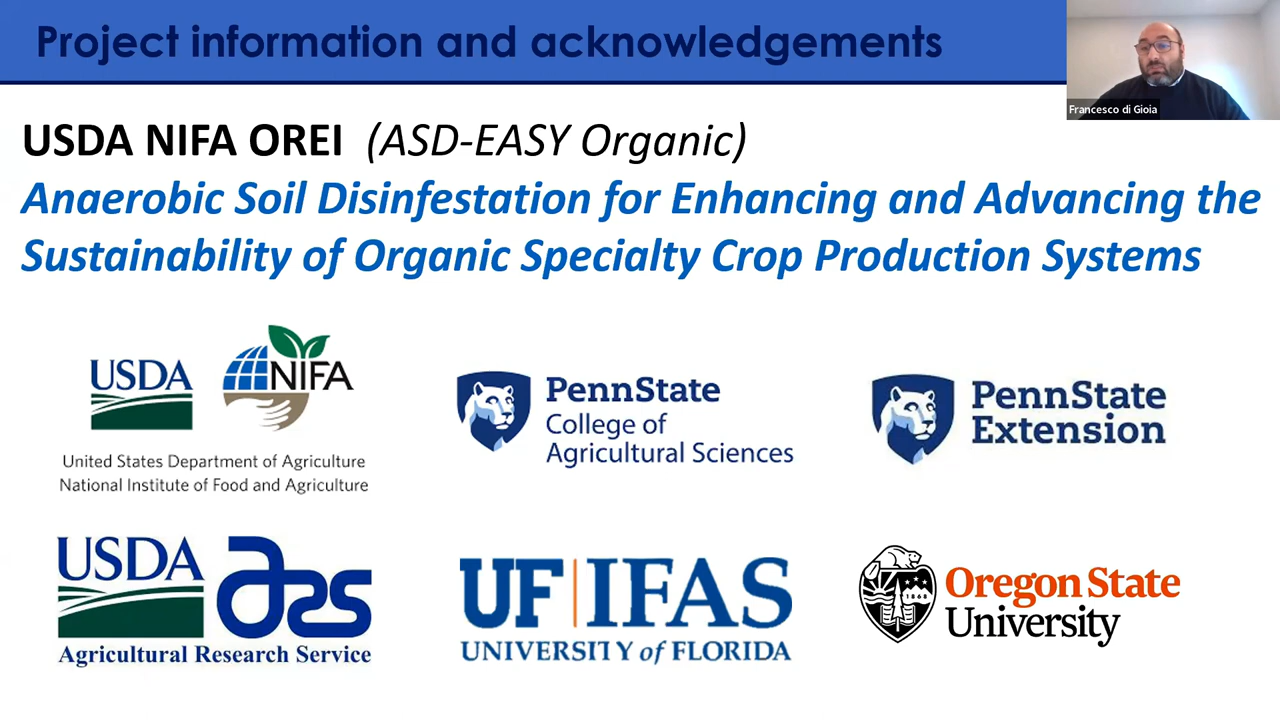 Project information and acknowledgements
Francesco di Gioia
USDA NIFA OREI (ASD-EASY Organic)
Anaerobic Soil Disinfestation for Enhancing and Advancing the
Sustainability of Organic Specialty Crop Production Systems
USDA
NIFA
United States Department of Agriculture
National Institute of Food and Agriculture
PennState
College of
Agricultural Sciences
PennState
Extension
USDA
ars
Agricultural Research Service
UF|IFAS
UNIVERSITY of FLORIDA
Oregon State
University